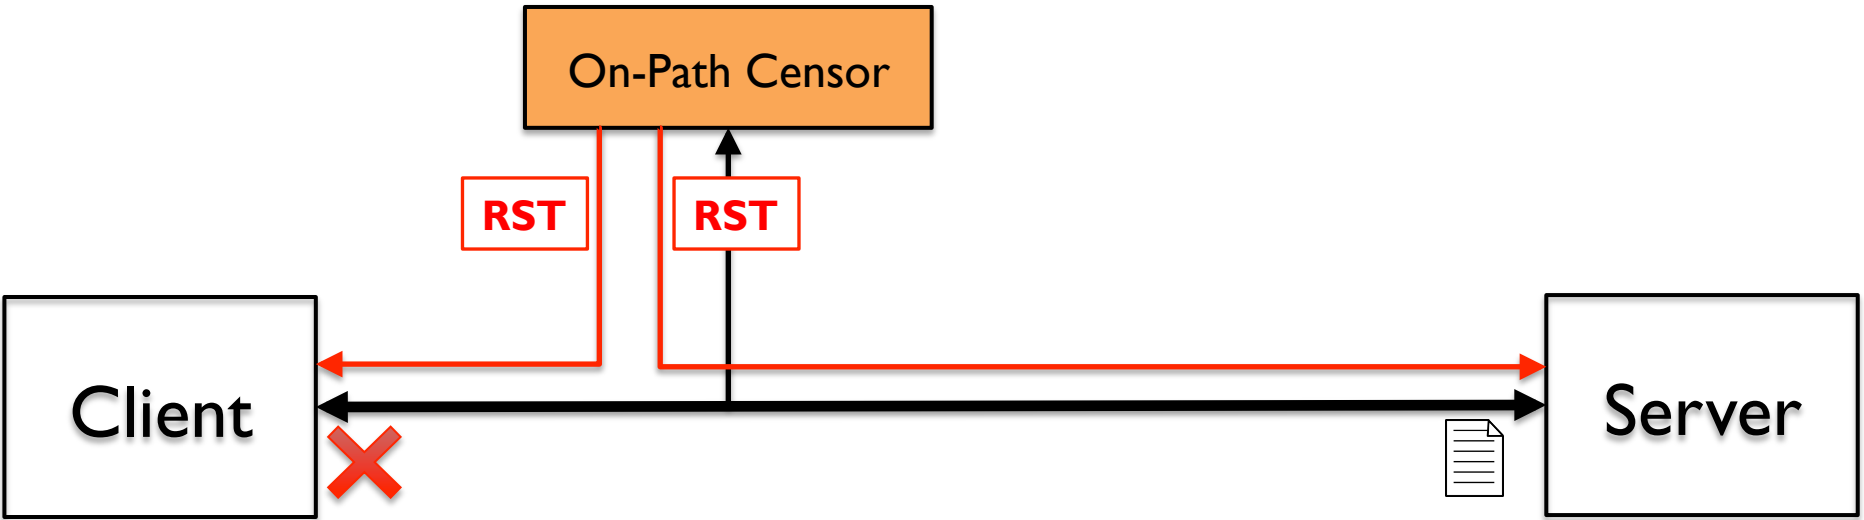 On-Path Censor
RST
RST
Client
Server